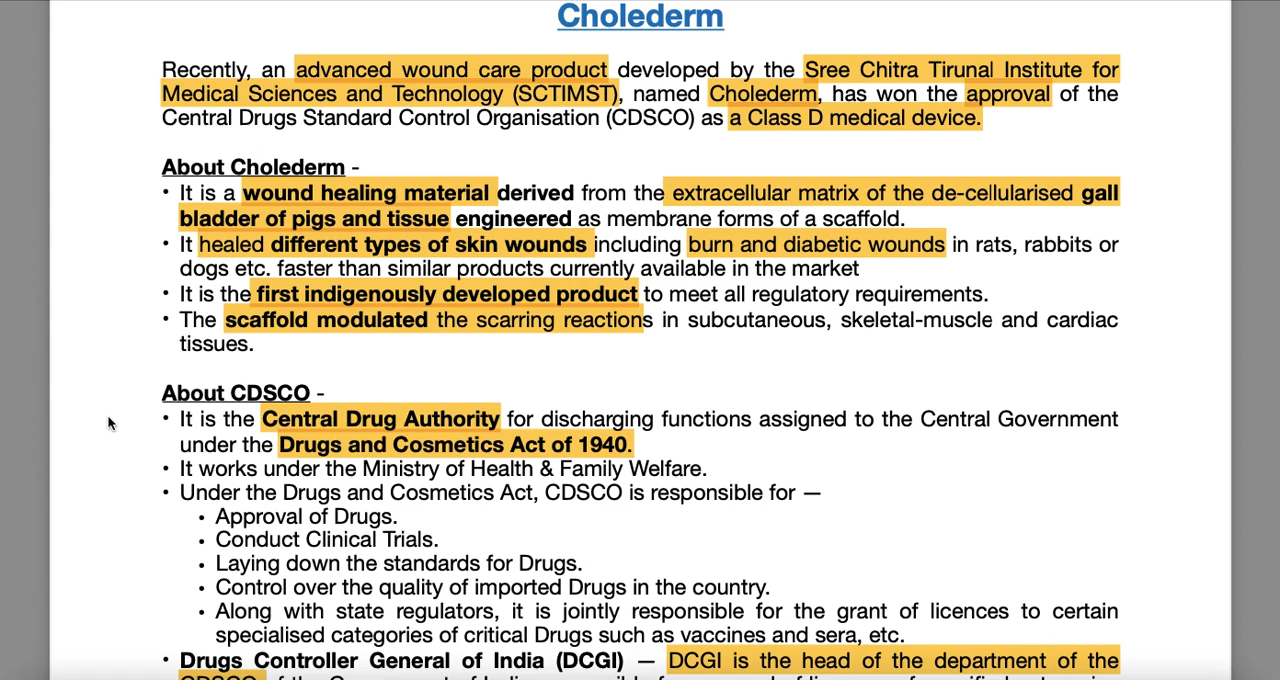 Cholederm
Recently, an advanced wound care product developed by the Sree Chitra Tirunal Institute for
Medical Sciences and Technology (SCTIMST), named Cholederm, has won the approval of the
Central Drugs Standard Control Organisation (CDSCO) as a Class D medical device.
About Cholederm -
• It is a wound healing material derived from the extracellular matrix of the de-cellularised gall
bladder of pigs and tissue engineered as membrane forms of a scaffold.
• It healed different types of skin wounds including burn and diabetic wounds in rats, rabbits or
dogs etc. faster than similar products currently available in the market
• It is the first indigenously developed product to meet all regulatory requirements.
• The scaffold modulated the scarring reactions in subcutaneous, skeletal-muscle and cardiac
tissues.
About CDSCO -
• It is the Central Drug Authority for discharging functions assigned to the Central Government
under the Drugs and Cosmetics Act of 1940.
• It works under the Ministry of Health & Family Welfare.
• Under the Drugs and Cosmetics Act, CDSCO is responsible for —
• Approval of Drugs.
• Conduct Clinical Trials.
• Laying down the standards for Drugs.
• Control over the quality of imported Drugs in the country.
• Along with state regulators, it is jointly responsible for the grant of licences to certain
specialised categories of critical Drugs such as vaccines and sera, etc.
• Drugs Controller General of India (DCGI) — DCGI is the head of the department of the